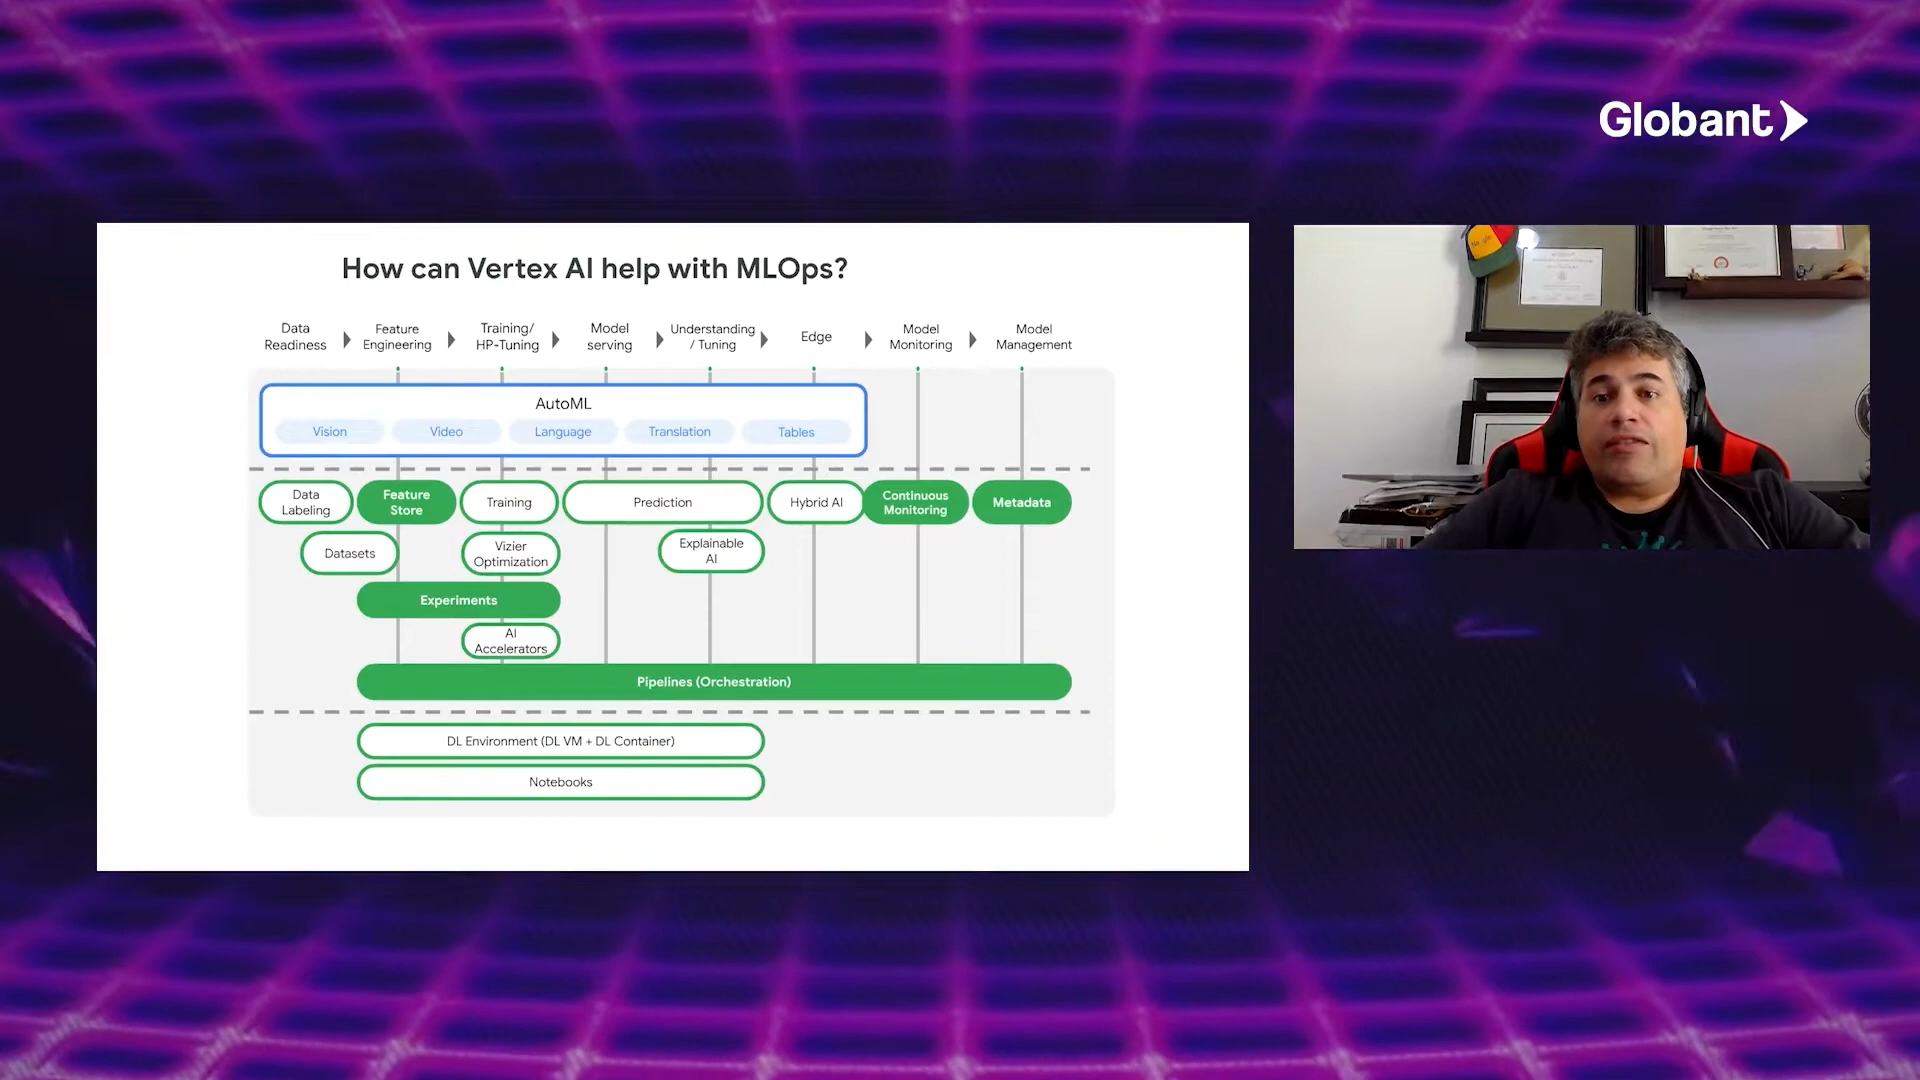 Globant
How can Vertex AI help with MLOps?
Data
Readiness
Feature
Engineering
Training/
HP-Tuning
Model
serving
Understanding
/ Tuning
Edge
Model
Monitoring
Model
Management
AutoML
Vision
Video
Language
Translation
Tables
Data
Labeling
Feature
Store
Training
Prediction
Hybrid AI
Continuous
Monitoring
Metadata
Datasets
Vizier
Optimization
Explainable
AI
Experiments
AI
Accelerators
Pipelines (Orchestration)
DL Environment (DL VM + DL Container)
Notebooks